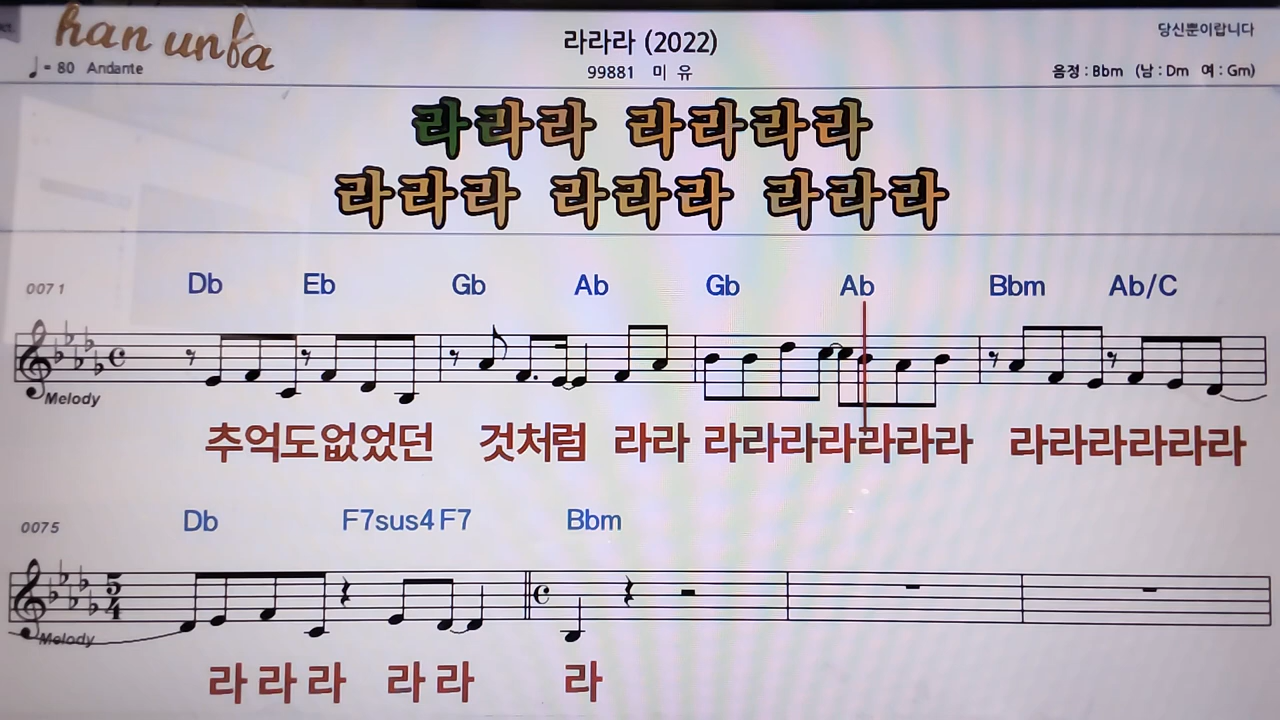 han unfa
라라라 (2022)
당신뿐이랍니다
♩= 80 Andante
99881 미 유
음정 : Bbm (남 : Dm 여 : Gm)
라라라 라라라라
라라라 라라라 라라라
0071 Db Eb Gb Ab Gb Ab Bbm Ab/C
Melody
추억도없었던 것처럼 라라 라라라라라라라 라라라라라라
0075 Db F7sus4 F7 Bbm
5
4
Melody
라 라 라 라 라 라